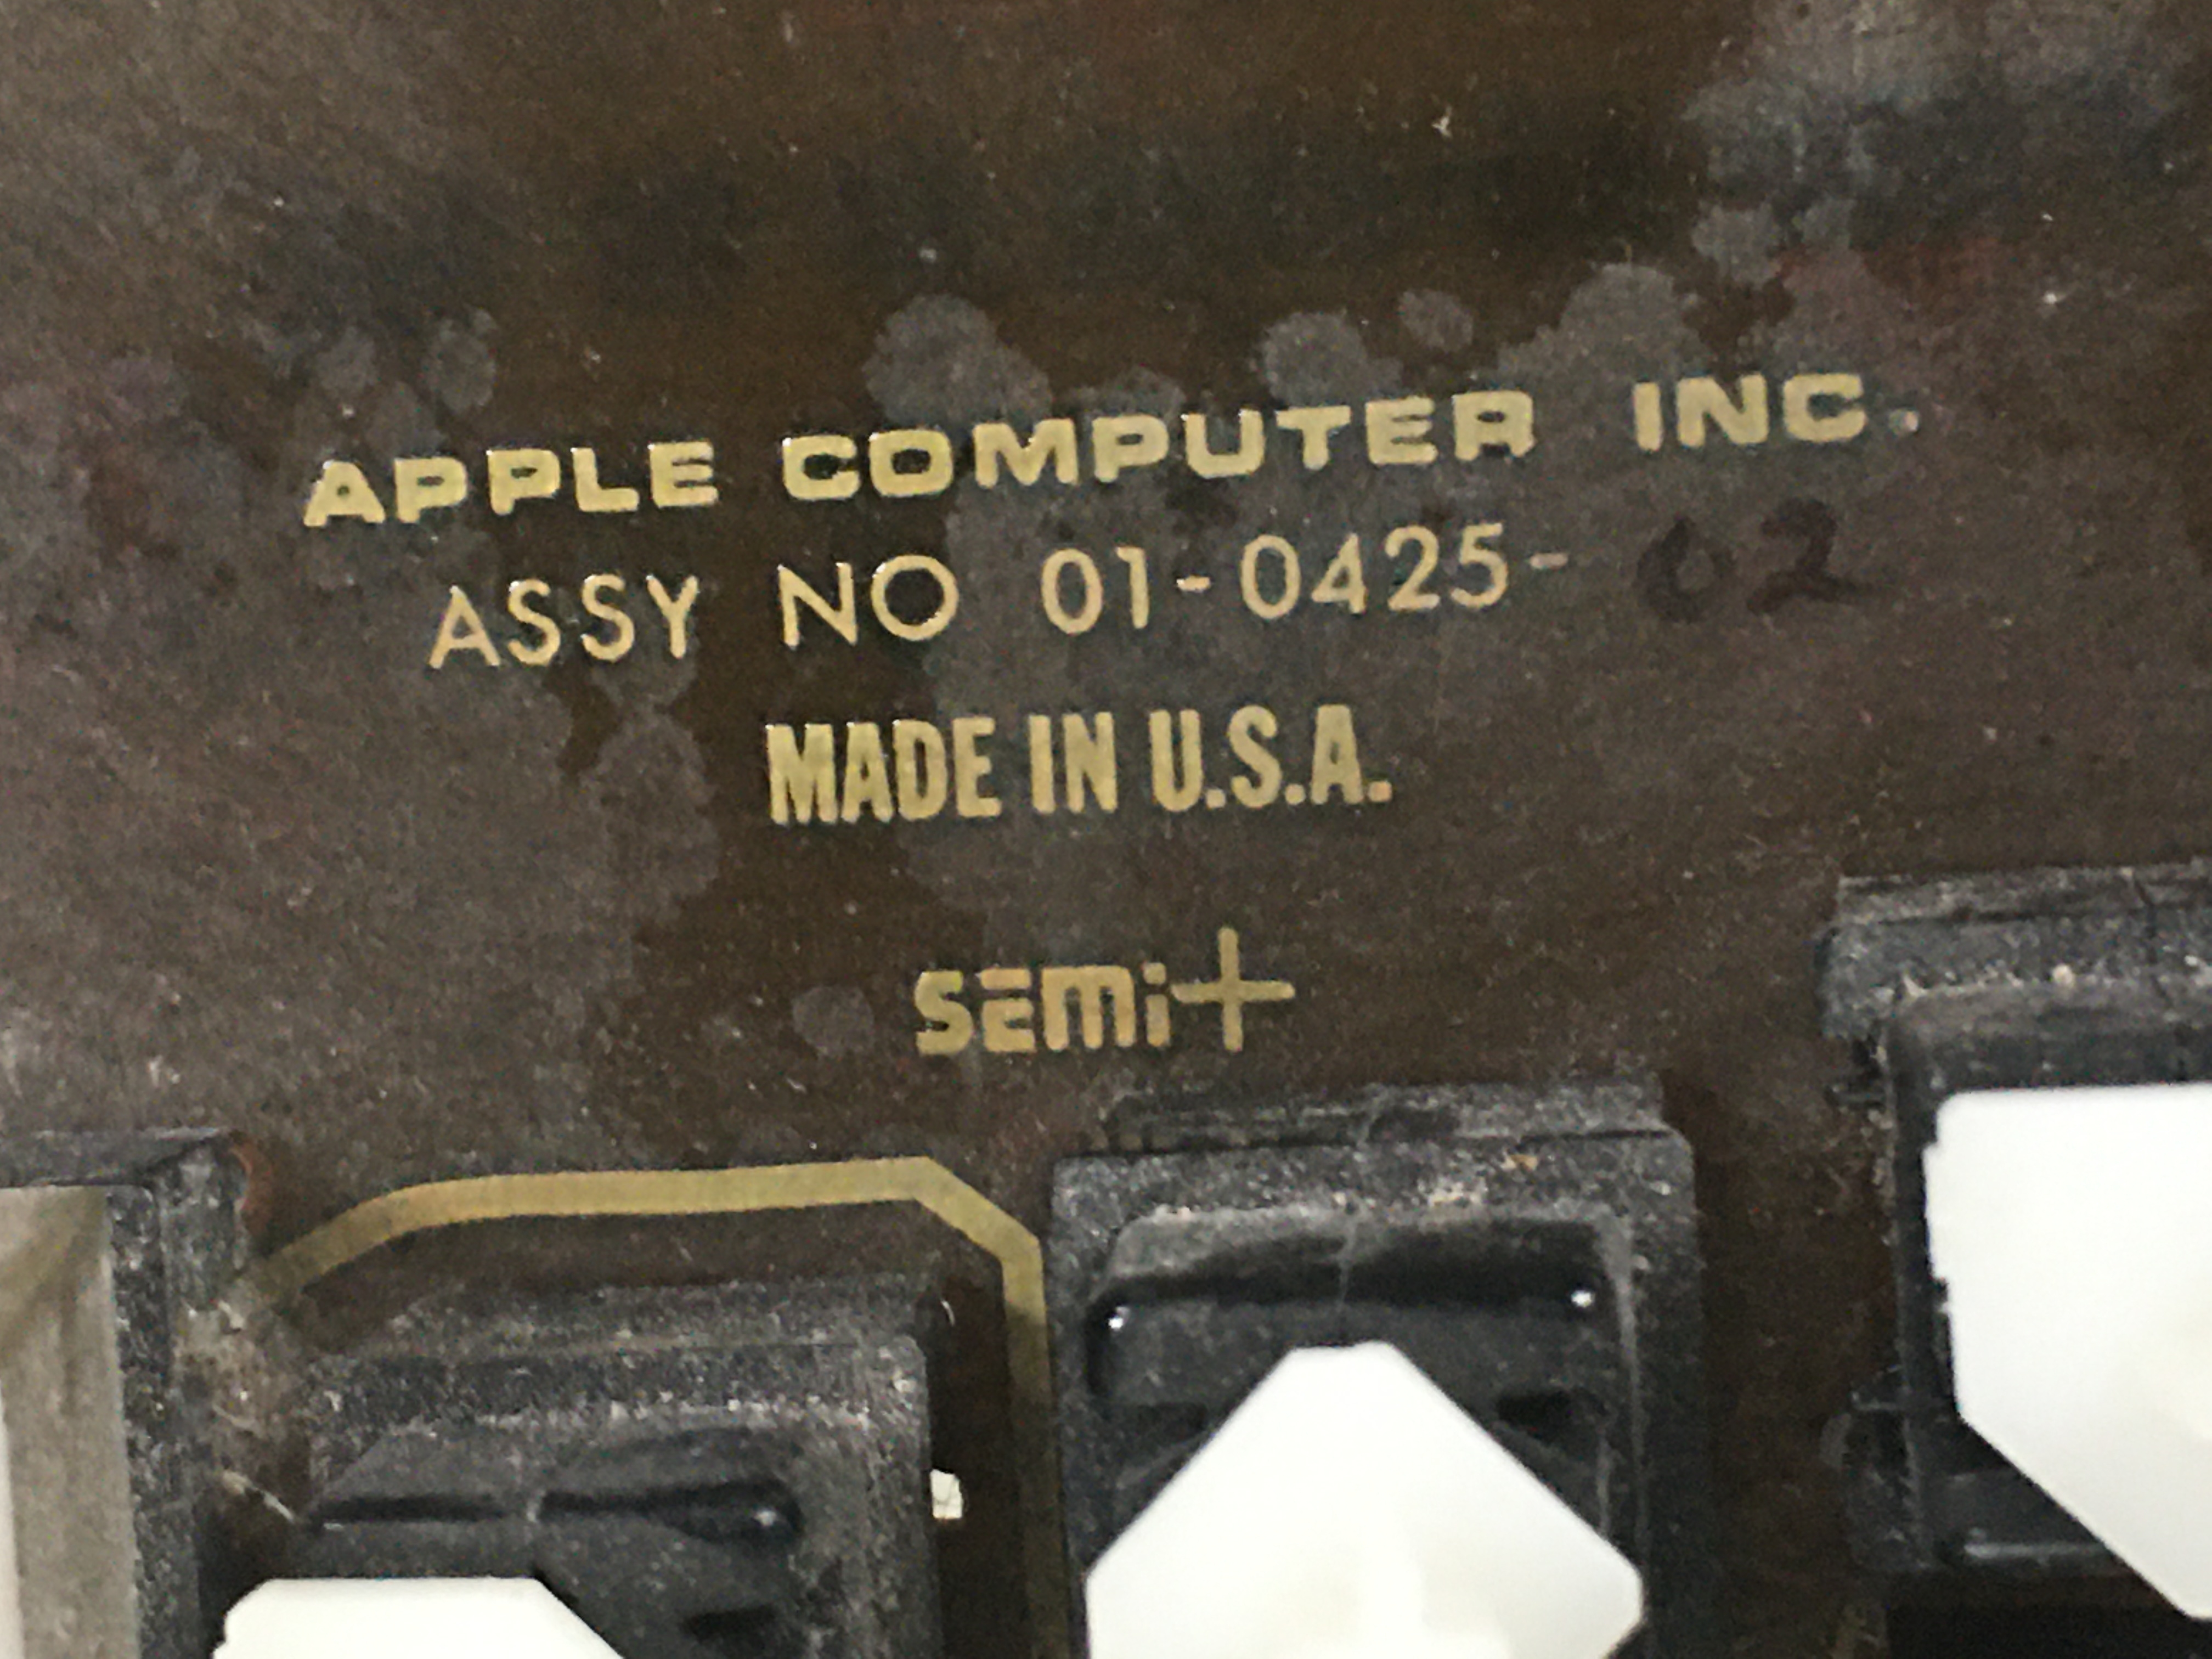 APPLE COMPUTER INC.
ASSY NO 01-0425- 02
MADE IN U.S.A.
SEMi+